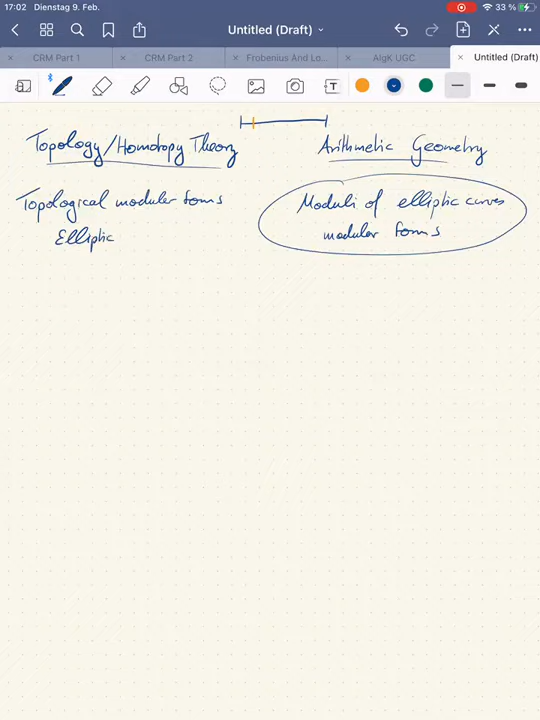 17:02 Dienstag 9. Feb.
33 %
Untitled (Draft)
CRM Part 1
CRM Part 2
Frobenius And Lo...
AlgK UGC
Untitled (Draft)
T
Topology/Homotopy Theory
Arithmetic Geometry
Topological modular forms
Moduli of elliptic curves
Elliptic
modular forms